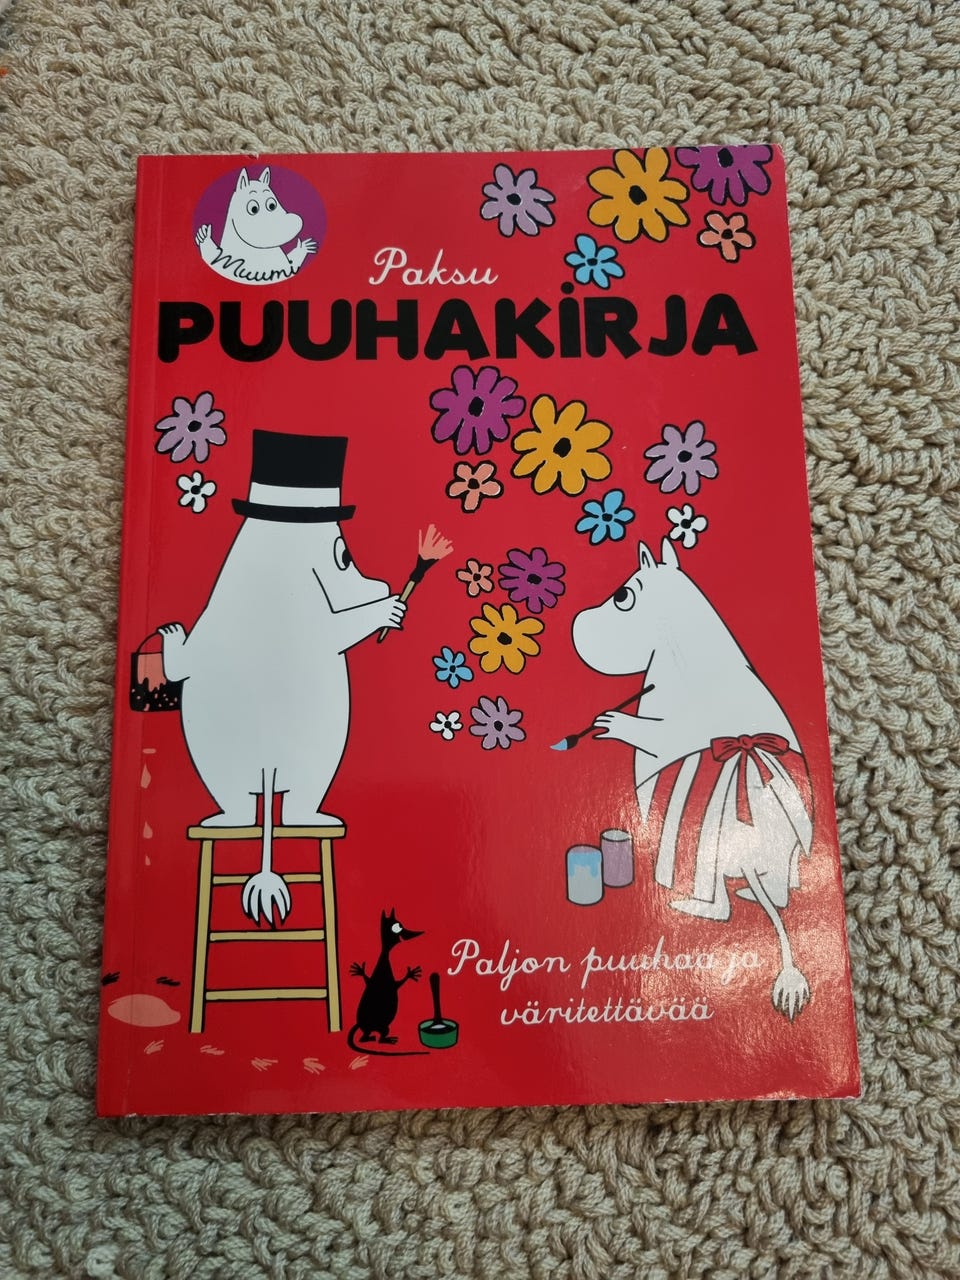 Muumi
Paksu
PUUHAKIRJA
Paljon puuhaa ja
väritettävää